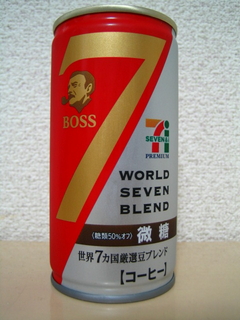 7
BOSS
7i
SEVEN&i
PREMIUM
WORLD
SEVEN
BLEND
(糖類50%オフ) 微糖
世界7カ国厳選豆ブレンド
【コーヒー】